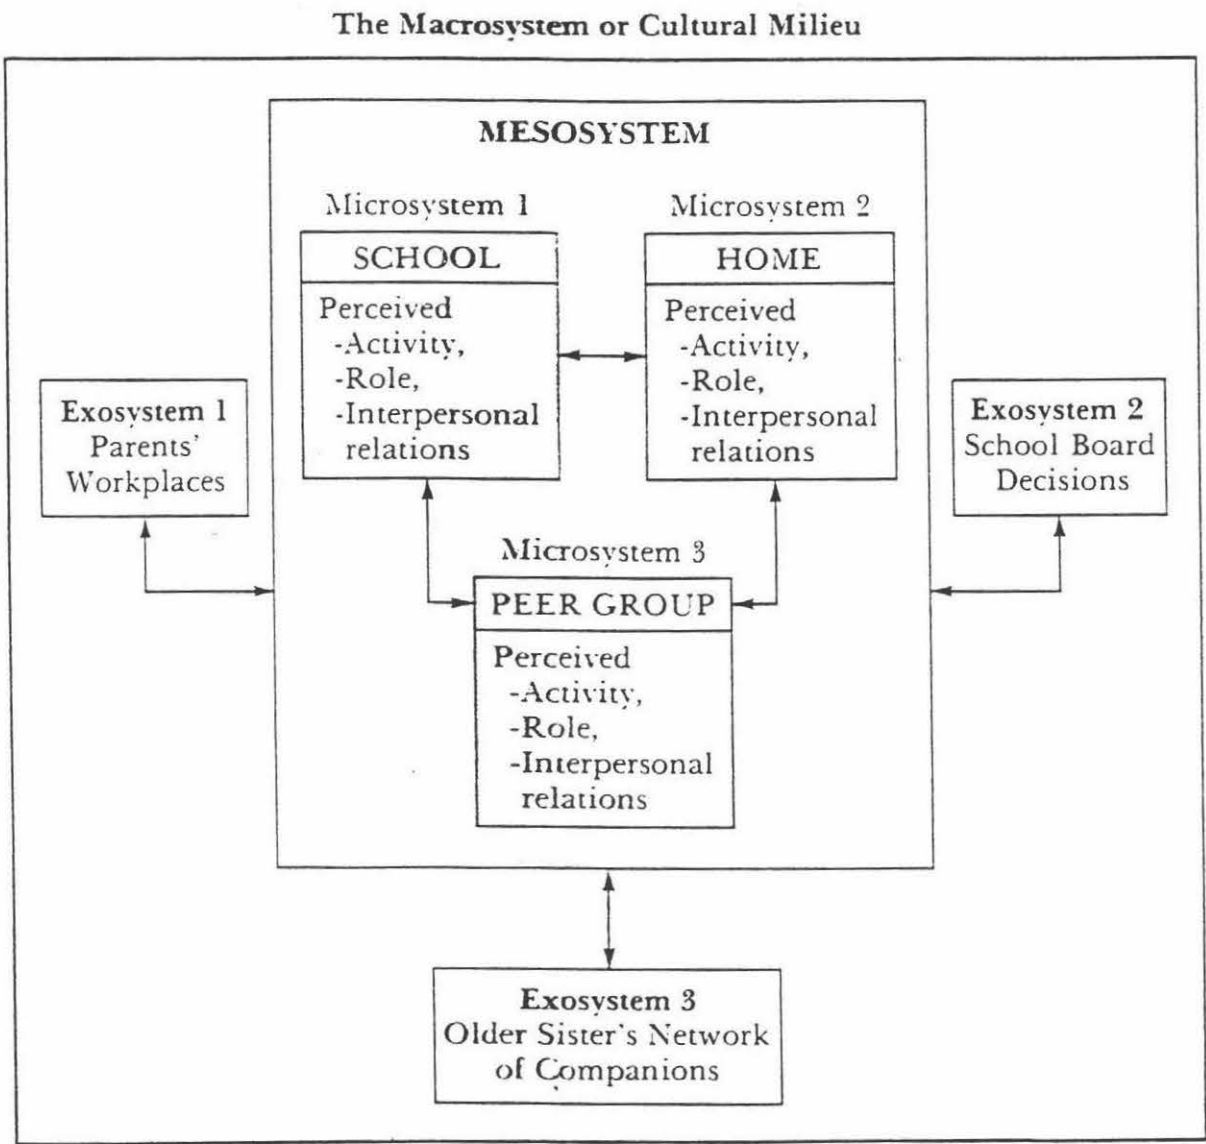 The Macrosystem or Cultural Milieu
MESOSYSTEM
Microsystem 1
SCHOOL
Perceived
-Activity,
-Role,
-Interpersonal
relations
Microsystem 2
HOME
Perceived
-Activity,
-Role,
-Interpersonal
relations
Exosystem 1
Parents'
Workplaces
Exosystem 2
School Board
Decisions
Microsystem 3
PEER GROUP
Perceived
-Activity,
-Role,
-Interpersonal
relations
Exosystem 3
Older Sister's Network
of Companions